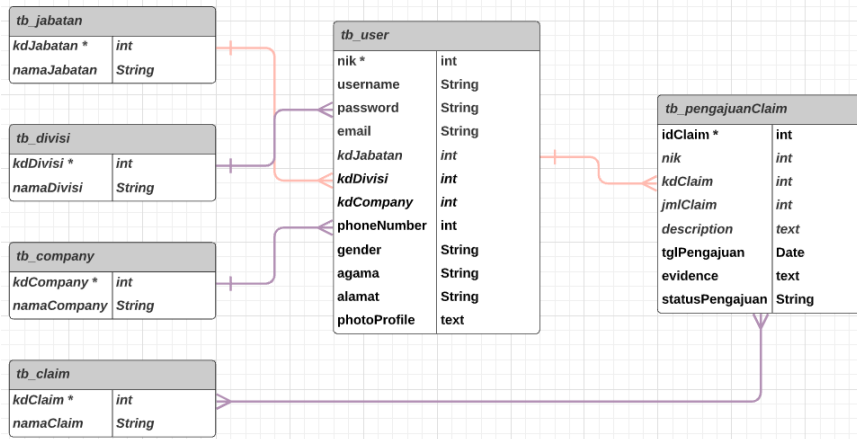 tb_jabatan
kdJabatan * int
namaJabatan String
tb_divisi
kdDivisi * int
namaDivisi String
tb_company
kdCompany * int
namaCompany String
tb_claim
kdClaim * int
namaClaim String
tb_user
nik * int
username String
password String
email String
kdJabatan int
kdDivisi int
kdCompany int
phoneNumber int
gender String
agama String
alamat String
photoProfile text
tb_pengajuanClaim
idClaim * int
nik int
kdClaim int
jmlClaim int
description text
tglPengajuan Date
evidence text
statusPengajuan String